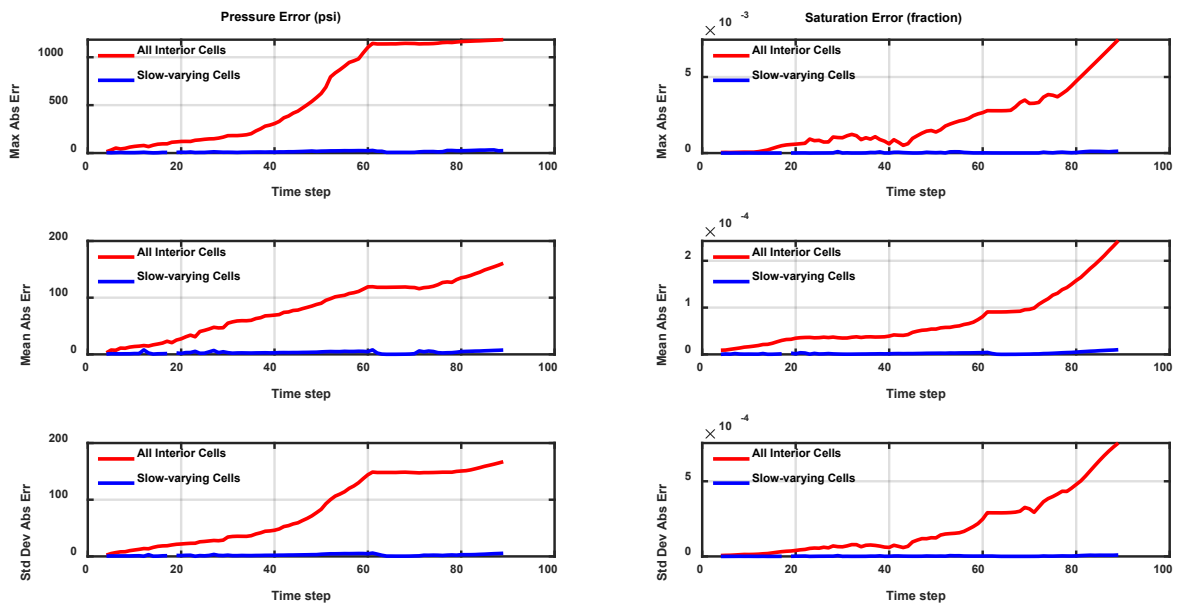 Pressure Error (psi)
1000
500
0
Max Abs Err
All Interior Cells
Slow-varying Cells
0 20 40 60 80 100
Time step
Saturation Error (fraction)
× 10 -3
5
0
Max Abs Err
All Interior Cells
Slow-varying Cells
0 20 40 60 80 100
Time step
200
100
0
Mean Abs Err
All Interior Cells
Slow-varying Cells
0 20 40 60 80 100
Time step
× 10 -4
2
1
0
Mean Abs Err
All Interior Cells
Slow-varying Cells
0 20 40 60 80 100
Time step
200
100
0
Std Dev Abs Err
All Interior Cells
Slow-varying Cells
0 20 40 60 80 100
Time step
× 10 -4
5
0
Std Dev Abs Err
All Interior Cells
Slow-varying Cells
0 20 40 60 80 100
Time step